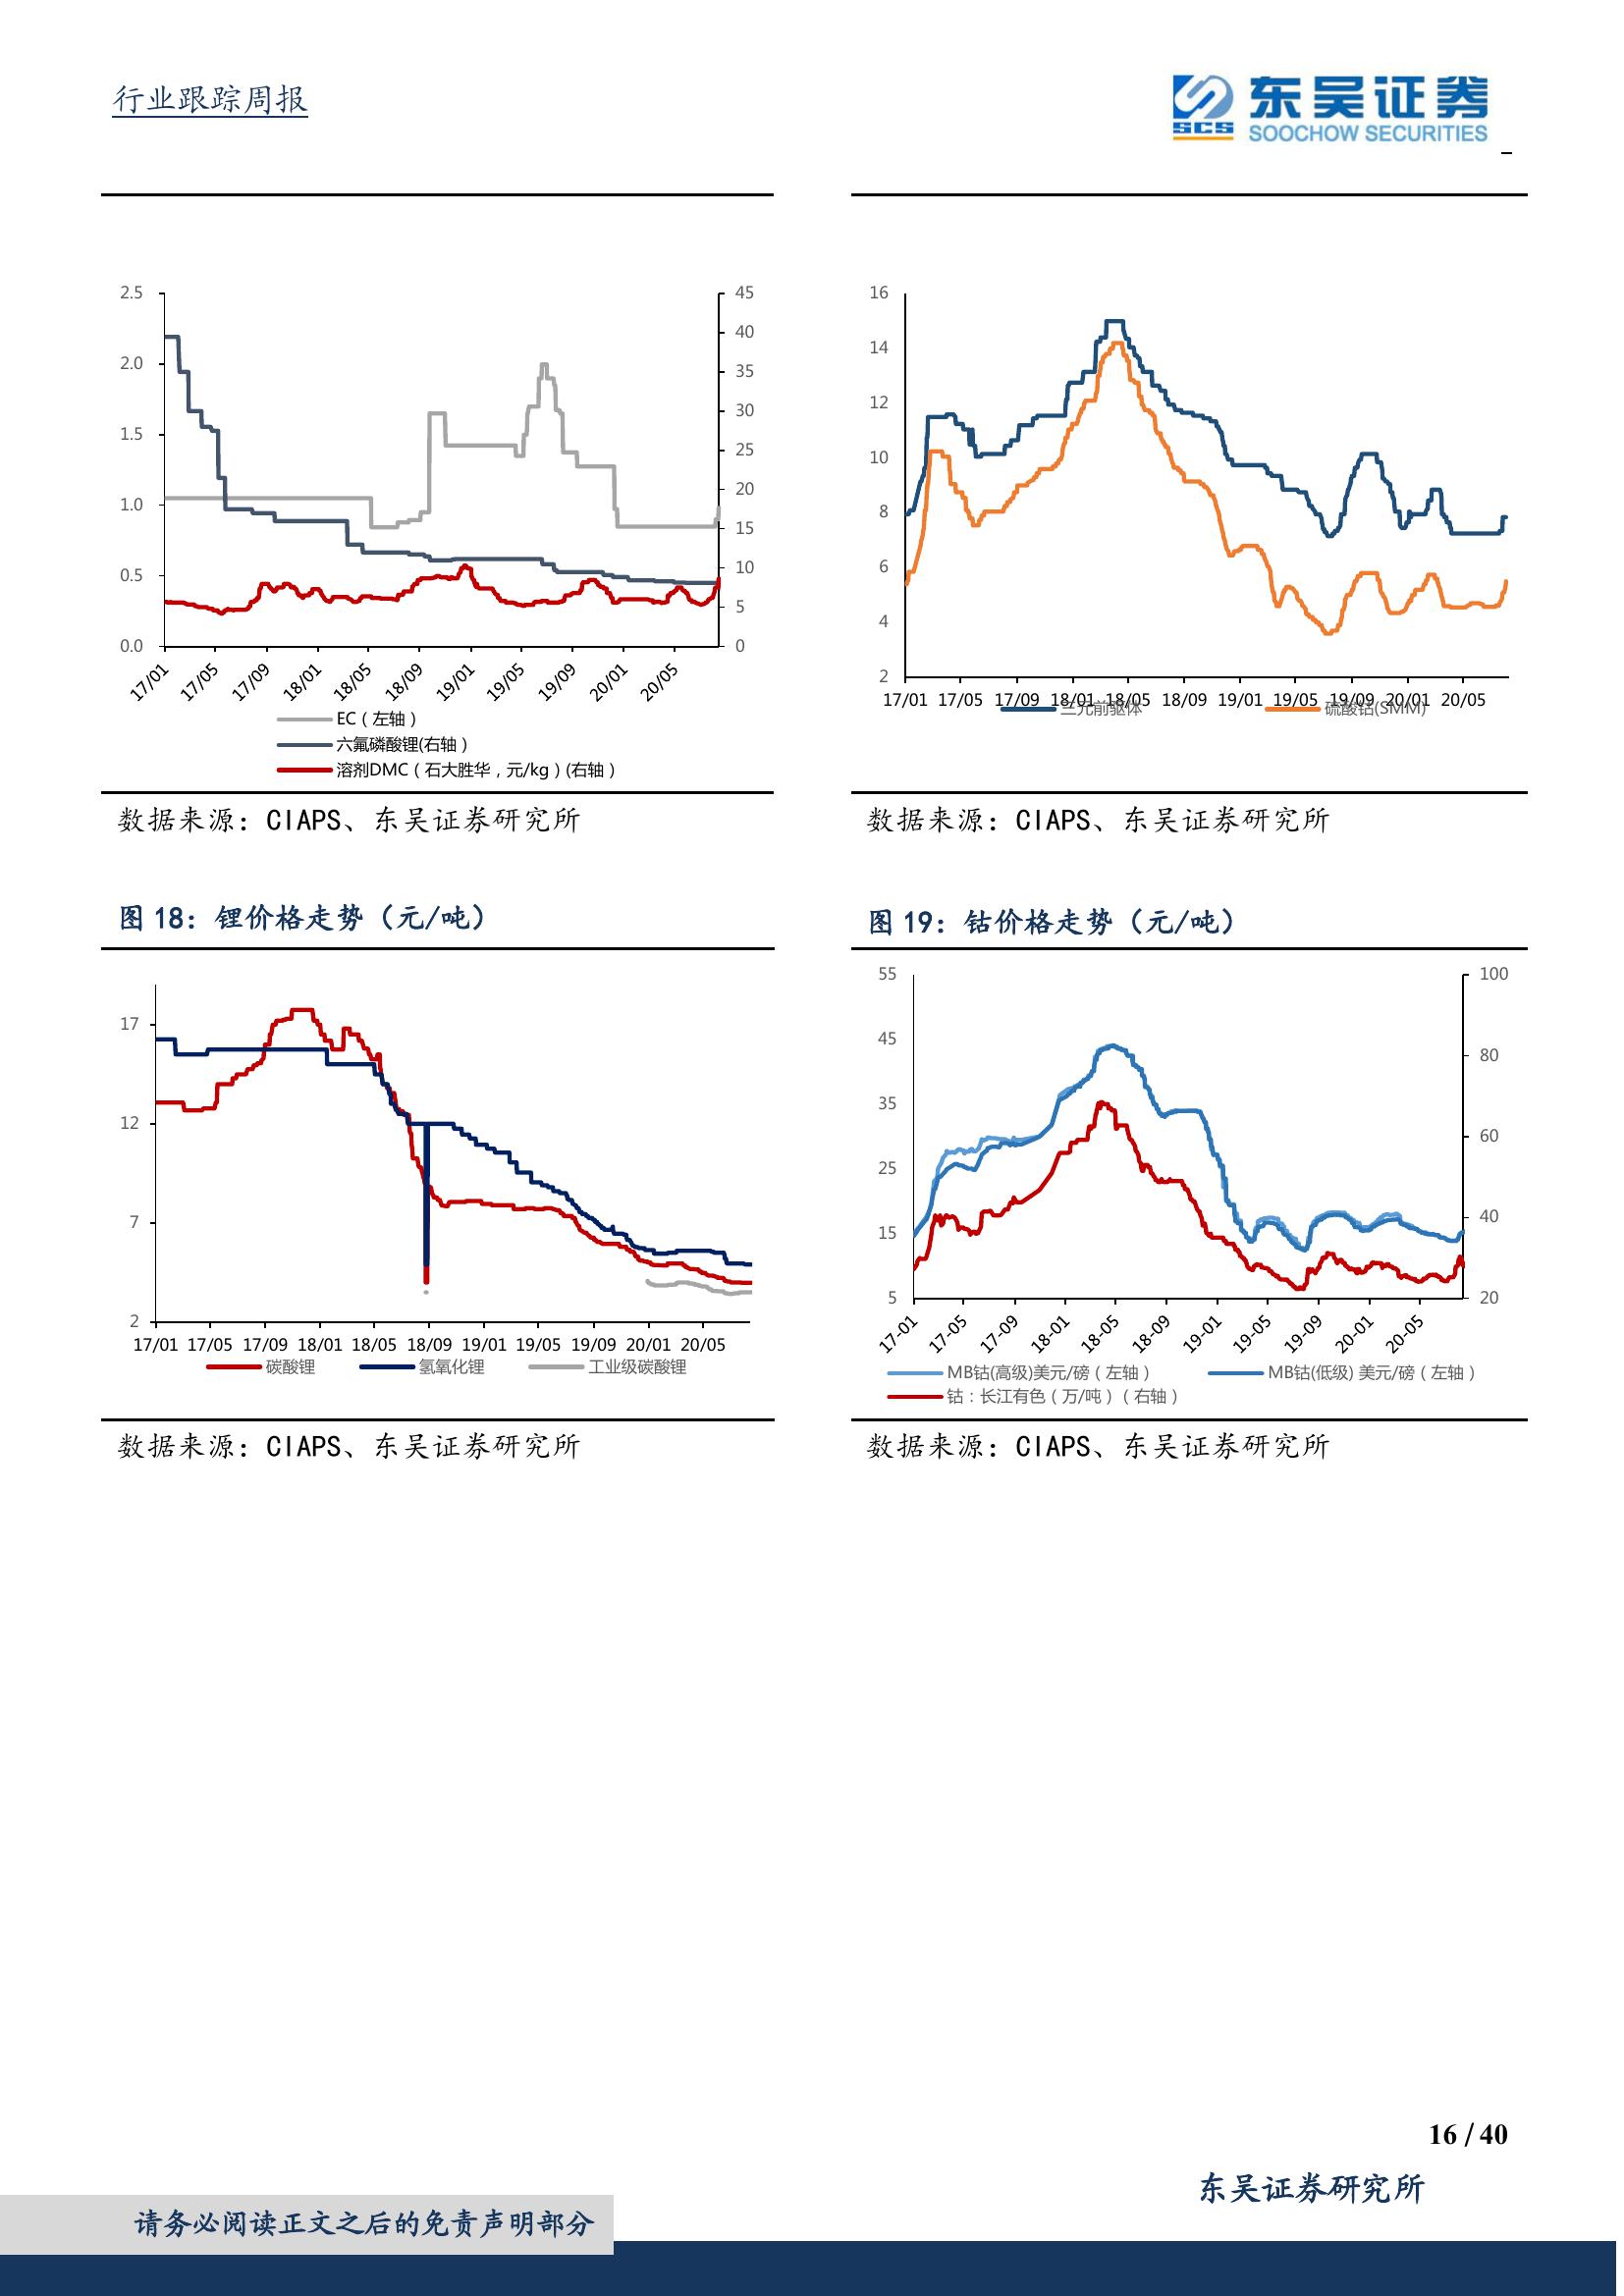 行业跟踪周报
SCS 东吴证券
SOOCHOW SECURITIES
2.5
2.0
1.5
1.0
0.5
0.0
45
40
35
30
25
20
15
10
5
0
17/01 17/05 17/09 18/01 18/05 18/09 19/01 19/05 19/09 20/01 20/05
EC（左轴）
六氟磷酸锂(右轴）
溶剂DMC（石大胜华，元/kg）(右轴）
16
14
12
10
8
6
4
2
17/01 17/05 17/09 18/01 18/05 18/09 19/01 19/05 19/09 20/01 20/05
三元前驱体 硫酸钴(SMM)
数据来源：CIAPS、东吴证券研究所
数据来源：CIAPS、东吴证券研究所
图 18：锂价格走势（元/吨）
17
12
7
2
17/01 17/05 17/09 18/01 18/05 18/09 19/01 19/05 19/09 20/01 20/05
碳酸锂 氢氧化锂 工业级碳酸锂
图 19：钴价格走势（元/吨）
55
45
35
25
15
5
100
80
60
40
20
17-01 17-05 17-09 18-01 18-05 18-09 19-01 19-05 19-09 20-01 20-05
MB钴(高级)美元/磅（左轴） MB钴(低级) 美元/磅（左轴）
钴：长江有色（万/吨）（右轴）
数据来源：CIAPS、东吴证券研究所
数据来源：CIAPS、东吴证券研究所
16 / 40
东吴证券研究所
请务必阅读正文之后的免责声明部分